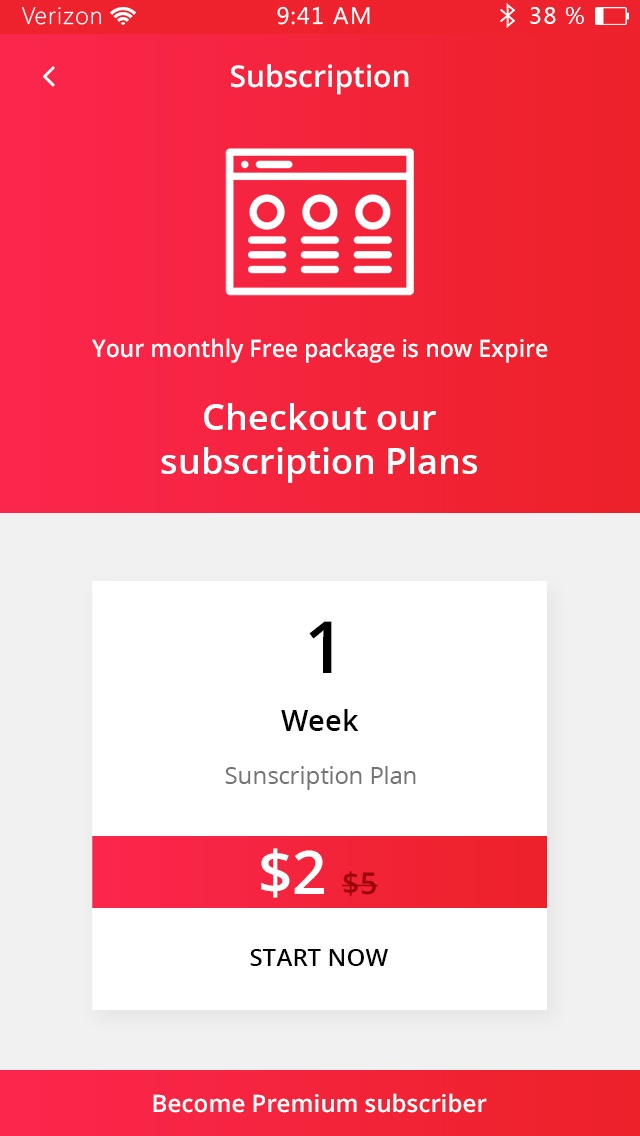 Verizon 9:41 AM 38 %
Subscription
Your monthly Free package is now Expire
Checkout our
subscription Plans
1
Week
Sunscription Plan
$2 $5
START NOW
Become Premium subscriber